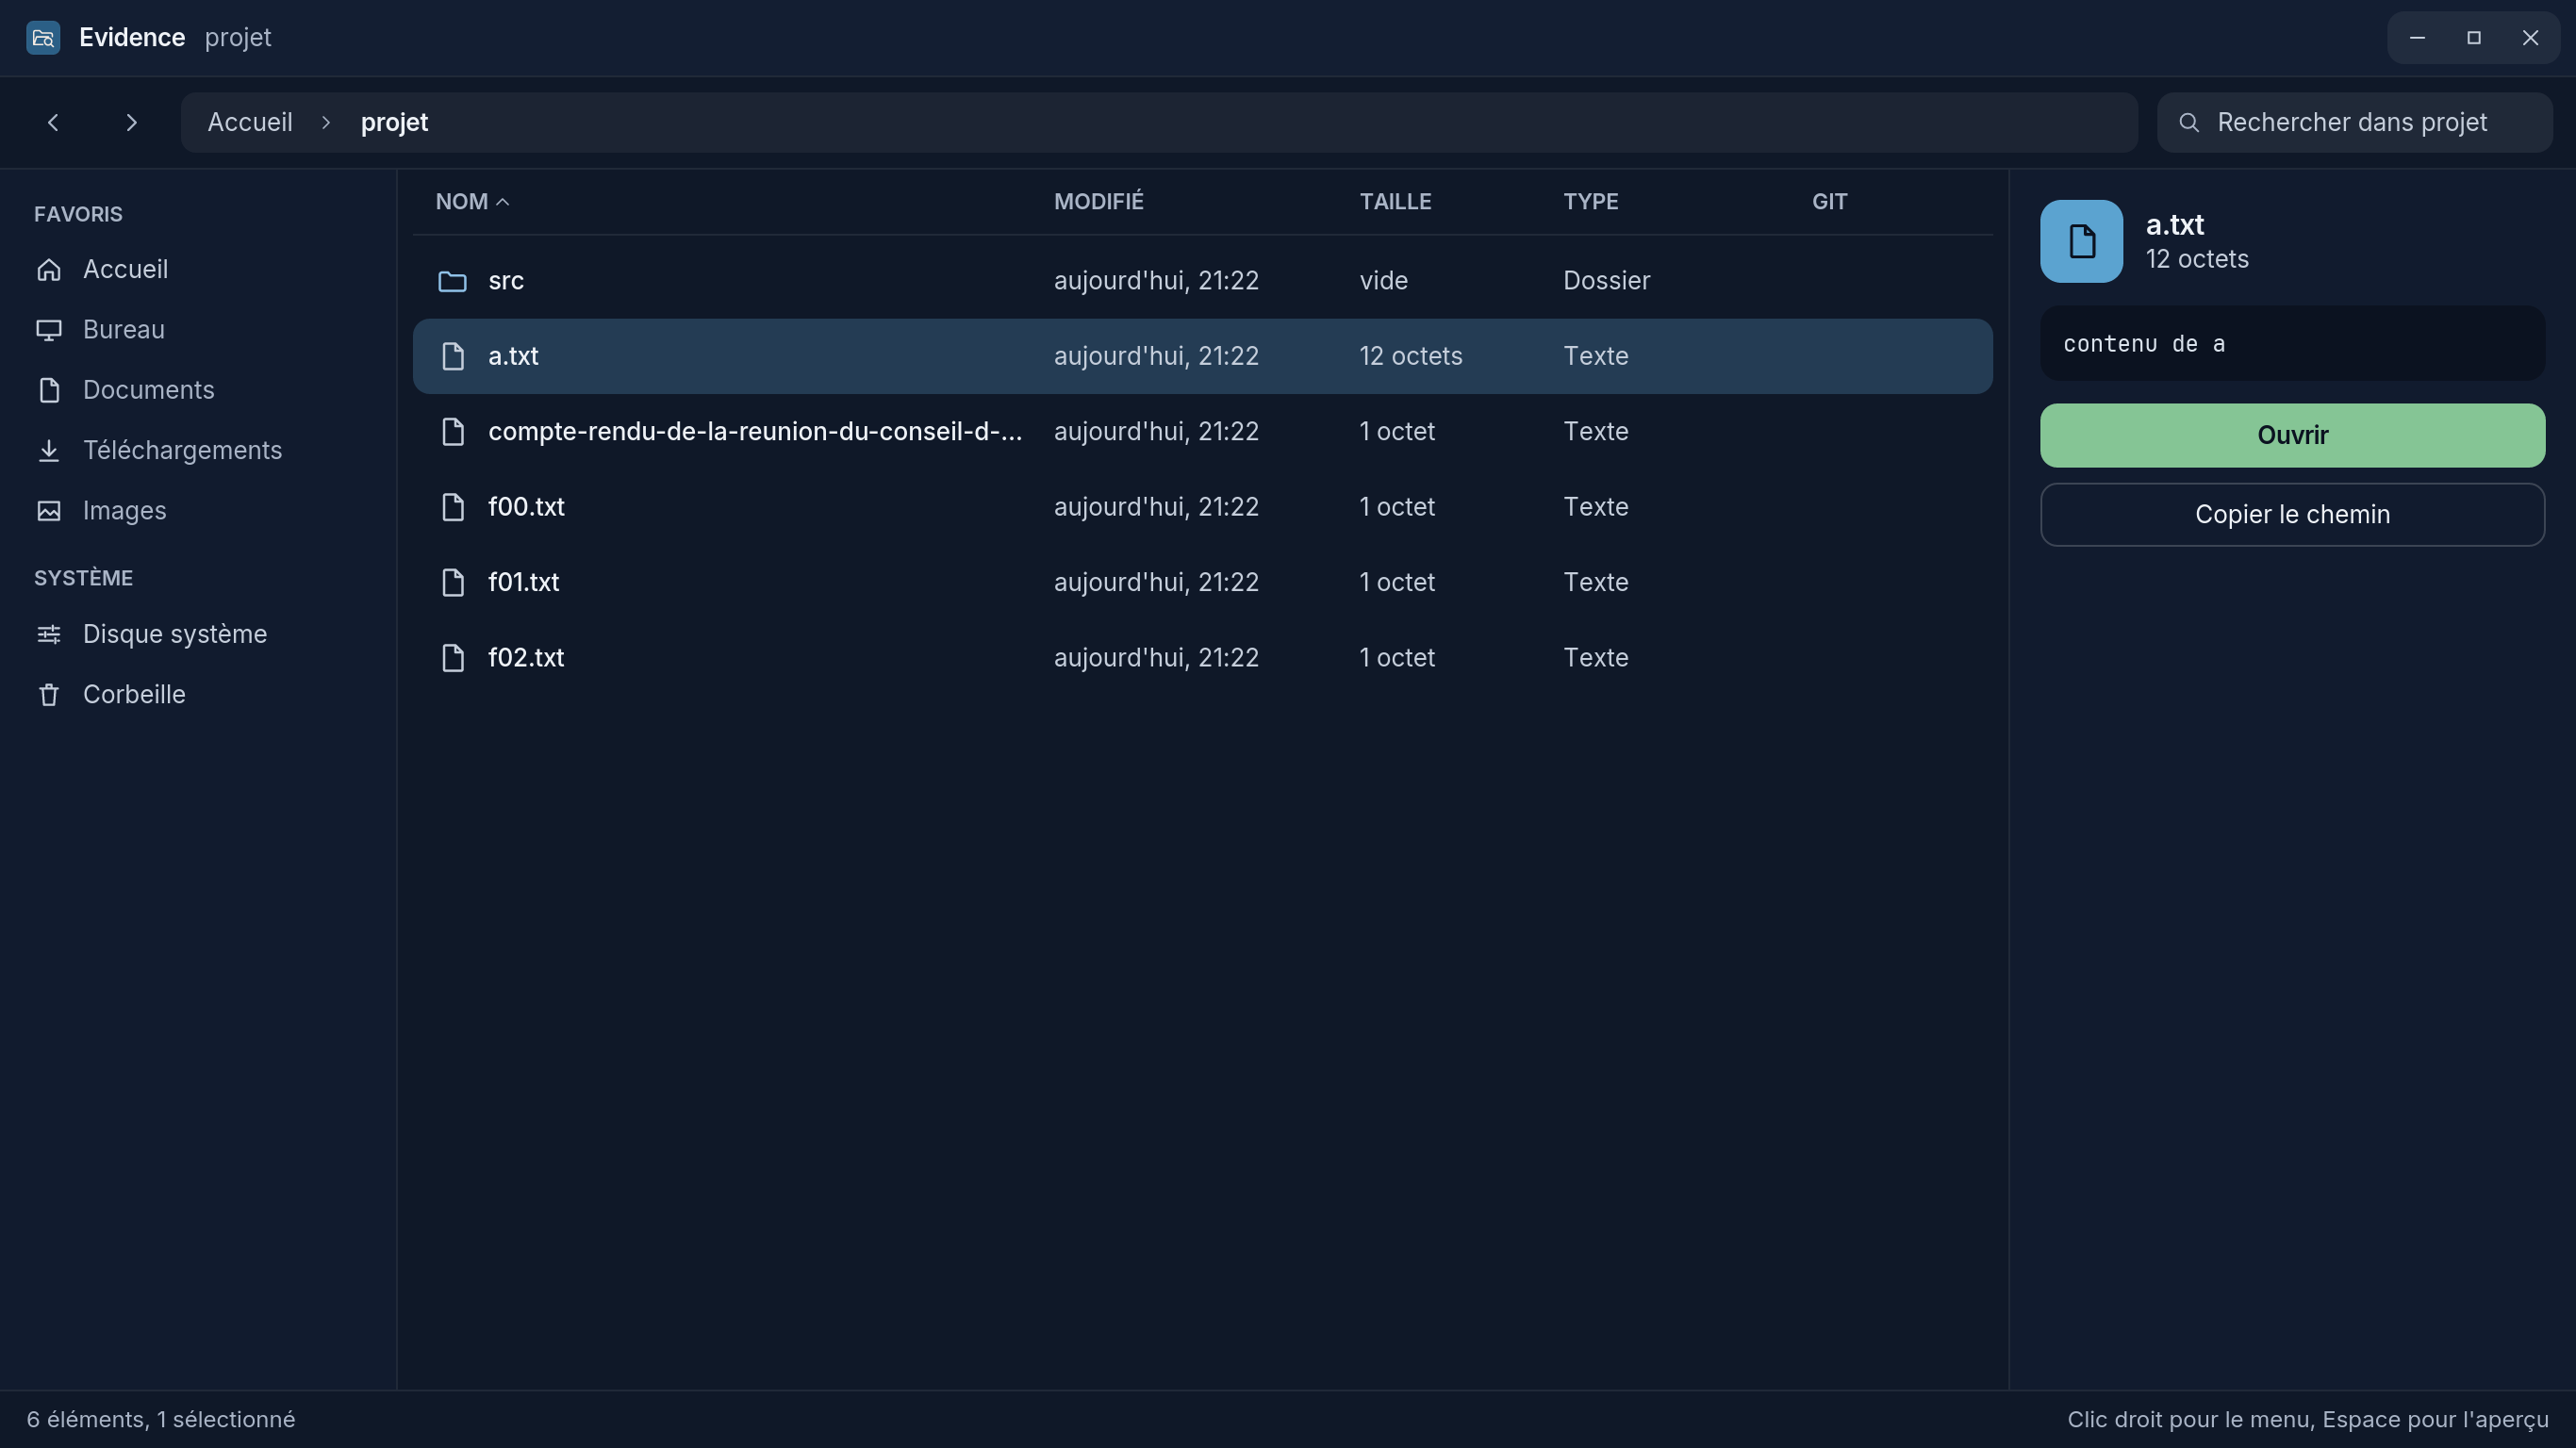 Evidence projet
Accueil projet
Rechercher dans projet
FAVORIS
Accueil
Bureau
Documents
Téléchargements
Images
SYSTÈME
Disque système
Corbeille
NOM MODIFIÉ TAILLE TYPE GIT
src aujourd'hui, 21:22 vide Dossier
a.txt aujourd'hui, 21:22 12 octets Texte
compte-rendu-de-la-reunion-du-conseil-d-... aujourd'hui, 21:22 1 octet Texte
f00.txt aujourd'hui, 21:22 1 octet Texte
f01.txt aujourd'hui, 21:22 1 octet Texte
f02.txt aujourd'hui, 21:22 1 octet Texte
a.txt
12 octets
contenu de a
Ouvrir
Copier le chemin
6 éléments, 1 sélectionné
Clic droit pour le menu, Espace pour l'aperçu